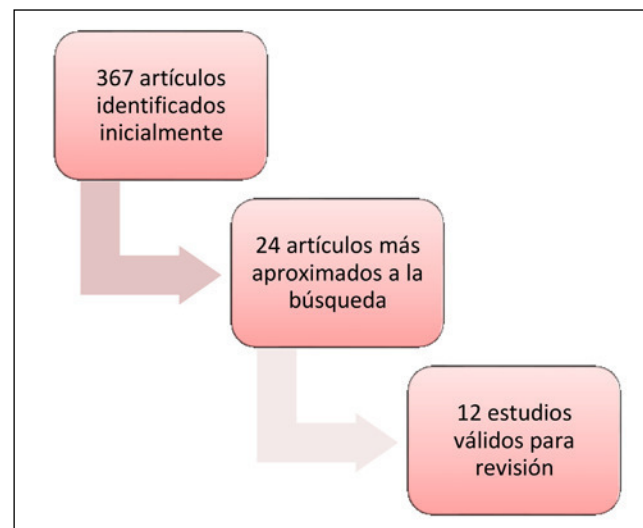 367 artículos
identificados
inicialmente
24 artículos más
aproximados a la
búsqueda
12 estudios
válidos para
revisión